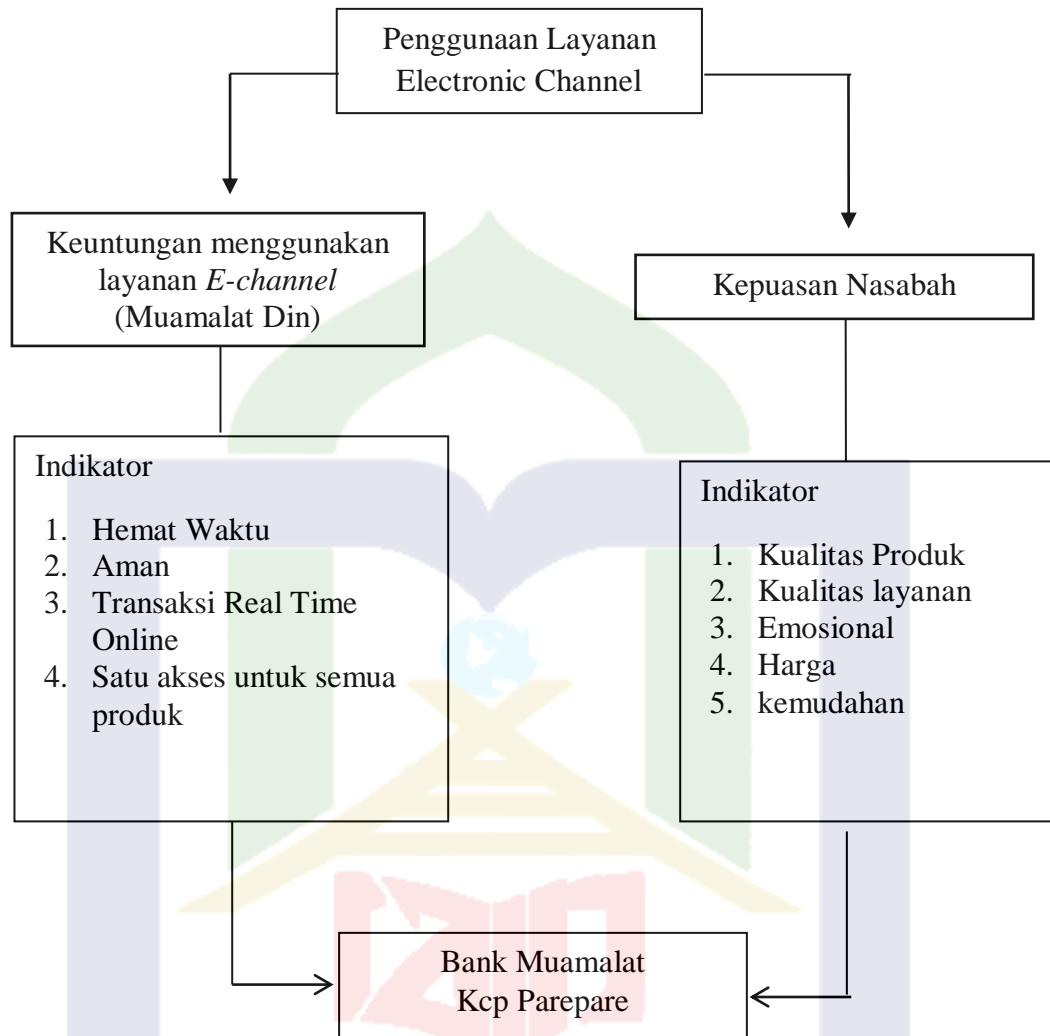 Penggunaan Layanan
Electronic Channel
Keuntungan menggunakan
layanan E-channel
(Muamalat Din)
Kepuasan Nasabah
Indikator
1. Hemat Waktu
2. Aman
3. Transaksi Real Time
Online
4. Satu akses untuk semua
produk
Indikator
1. Kualitas Produk
2. Kualitas layanan
3. Emosional
4. Harga
5. kemudahan
Bank Muamalat
Kcp Parepare